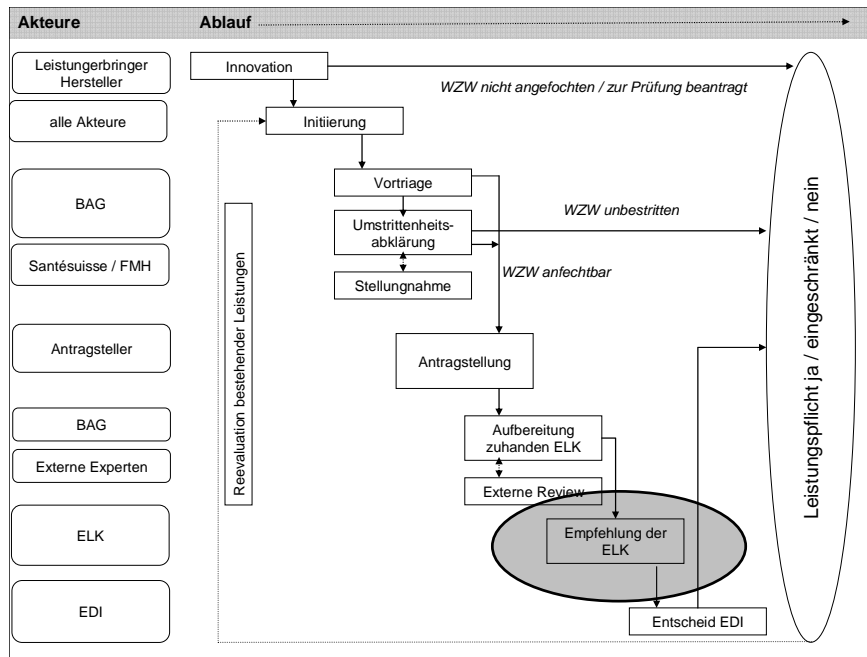 Akteure
Ablauf
Leistungerbringer
Hersteller
Innovation
WZW nicht angefochten / zur Prüfung beantragt
alle Akteure
Initiierung
Vortriage
BAG
Umstrittenheits-
abklärung
WZW unbestritten
Santésuisse / FMH
WZW anfechtbar
Stellungnahme
Reevaluation bestehender Leistungen
Leistungspflicht ja / eingeschränkt / nein
Antragsteller
Antragstellung
BAG
Aufbereitung
zuhanden ELK
Externe Experten
Externe Review
ELK
Empfehlung der
ELK
EDI
Entscheid EDI